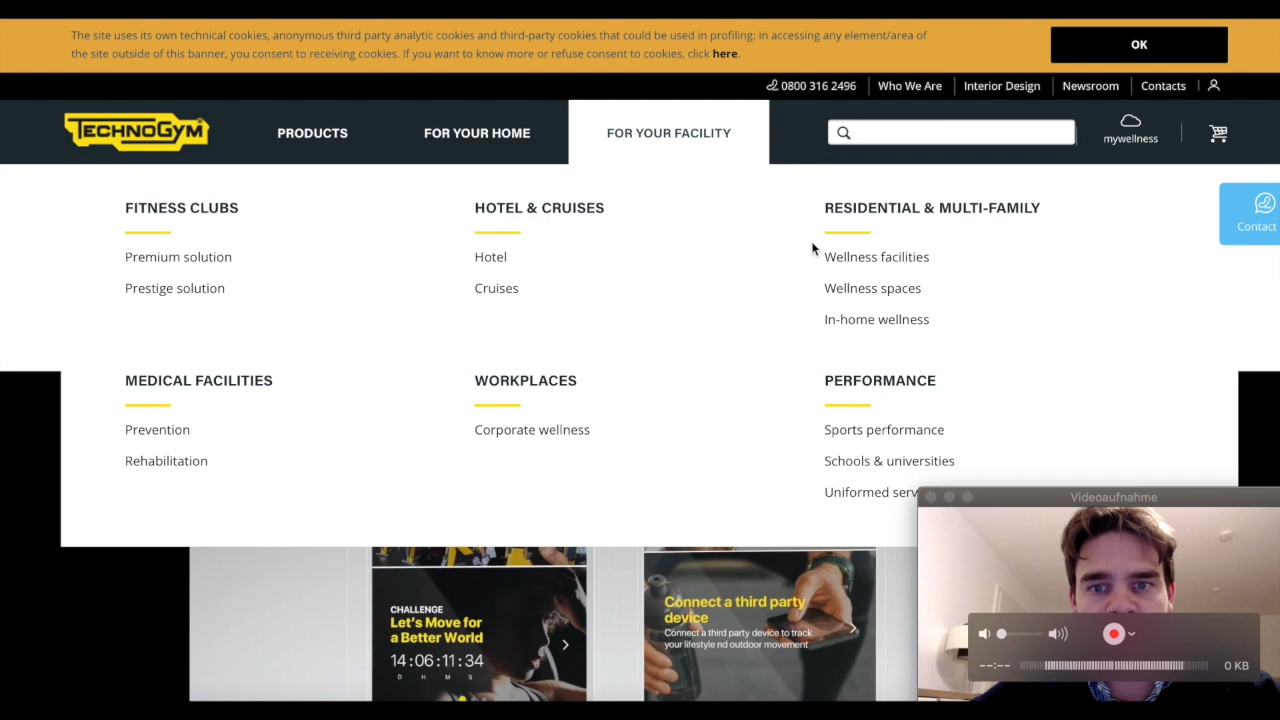 The site uses its own technical cookies, anonymous third party analytic cookies and third-party cookies that could be used in profiling: in accessing any element/area of
the site outside of this banner, you consent to receiving cookies. If you want to know more or refuse consent to cookies, click here.
OK
0800 316 2496
Who We Are
Interior Design
Newsroom
Contacts
TECHNOGYM
PRODUCTS
FOR YOUR HOME
FOR YOUR FACILITY
mywellness
Contact
FITNESS CLUBS
Premium solution
Prestige solution
HOTEL & CRUISES
Hotel
Cruises
RESIDENTIAL & MULTI-FAMILY
Wellness facilities
Wellness spaces
In-home wellness
MEDICAL FACILITIES
Prevention
Rehabilitation
WORKPLACES
Corporate wellness
PERFORMANCE
Sports performance
Schools & universities
Uniformed serv
CHALLENGE
Let's Move for
a Better World
14:06:11:34
D H M S
Connect a third party
device
Connect a third party device to track
your lifestyle nd outdoor movement
Videoaufnahme
--:--
0 KB